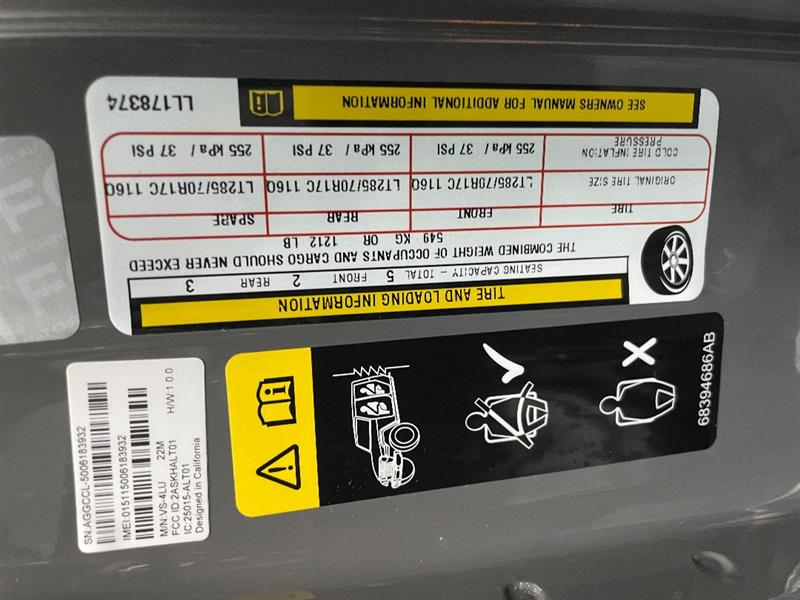 TIRE AND LOADING INFORMATION
SEATING CAPACITY - TOTAL 5 FRONT 2 REAR 3
THE COMBINED WEIGHT OF OCCUPANTS AND CARGO SHOULD NEVER EXCEED
549 KG OR 1212 LB
TIRE FRONT REAR SPARE
ORIGINAL TIRE SIZE LT285/70R17C 116Q LT285/70R17C 116Q LT285/70R17C 116Q
COLD TIRE INFLATION PRESSURE 255 kPa / 37 PSI 255 kPa / 37 PSI 255 kPa / 37 PSI
SEE OWNERS MANUAL FOR ADDITIONAL INFORMATION
LL178374
68394686AB
SN:AGGCCL-5006183932
IMEI:015115006183932
M/N:VS-4LU 22M
FCC ID:2ASKHALT01 H/W:1.0.0
IC:25015-ALT01
Designed in California